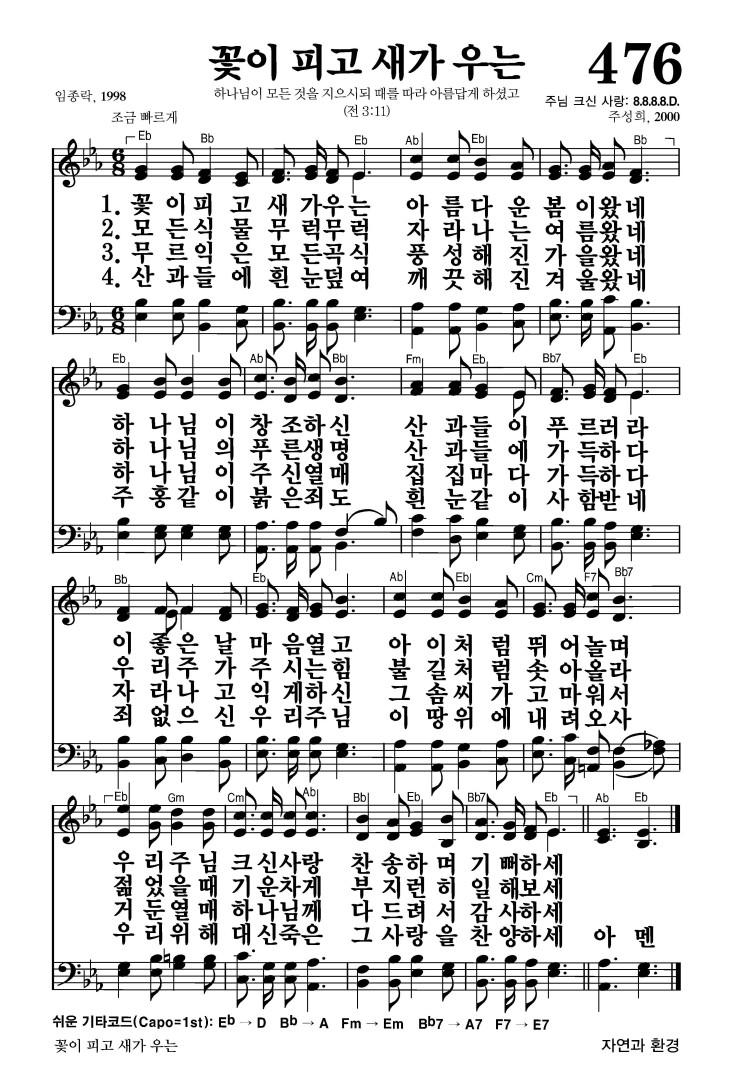 꽃이 피고 새가 우는 476
하나님이 모든 것을 지으시되 때를 따라 아름답게 하셨고
(전 3:11)
임종락, 1998
주님 크신 사랑: 8.8.8.8.D.
주성희, 2000
조금 빠르게
Eb Bb Eb Ab Eb Bb
6 8
1. 꽃 이 피 고 새 가 우 는 아 름 다 운 봄 이 왔 네
2. 모 든 식 물 무 럭 무 럭 자 라 나 는 여 름 왔 네
3. 무 르 익 은 모 든 곡 식 풍 성 해 진 가 을 왔 네
4. 산 과 들 에 흰 눈 덮 여 깨 끗 해 진 겨 울 왔 네
6 8
Eb Ab Bb Fm Eb Bb7 Eb
하 나 님 이 창 조 하 신 산 과 들 이 푸 르 러 라
하 나 님 의 푸 른 생 명 산 과 들 에 가 득 하 다
하 나 님 이 주 신 열 매 집 집 마 다 가 득 하 다
주 홍 같 이 붉 은 죄 도 흰 눈 같 이 사 함 받 네
Bb Eb Ab Eb Cm F7 Bb7
이 좋 은 날 마 음 열 고 아 이 처 럼 뛰 어 놀 며
우 리 주 가 주 시 는 힘 불 길 처 럼 솟 아 올 라
자 라 나 고 익 게 하 신 그 솜 씨 가 고 마 워 서
죄 없 으 신 우 리 주 님 이 땅 위 에 내 려 오 사
Eb Gm Cm Ab Bb Eb Bb7 Eb Ab Eb
우 리 주 님 크 신 사 랑 찬 송 하 며 기 뻐 하 세
젊 었 을 때 기 운 차 게 부 지 런 히 일 해 보 세
거 둔 열 매 하 나 님 께 다 드 려 서 감 사 하 세
우 리 위 해 대 신 죽 은 그 사 랑 을 찬 양 하 세 아 멘
쉬운 기타코드(Capo=1st): Eb → D Bb → A Fm → Em Bb7 → A7 F7 → E7
꽃이 피고 새가 우는 자연과 환경